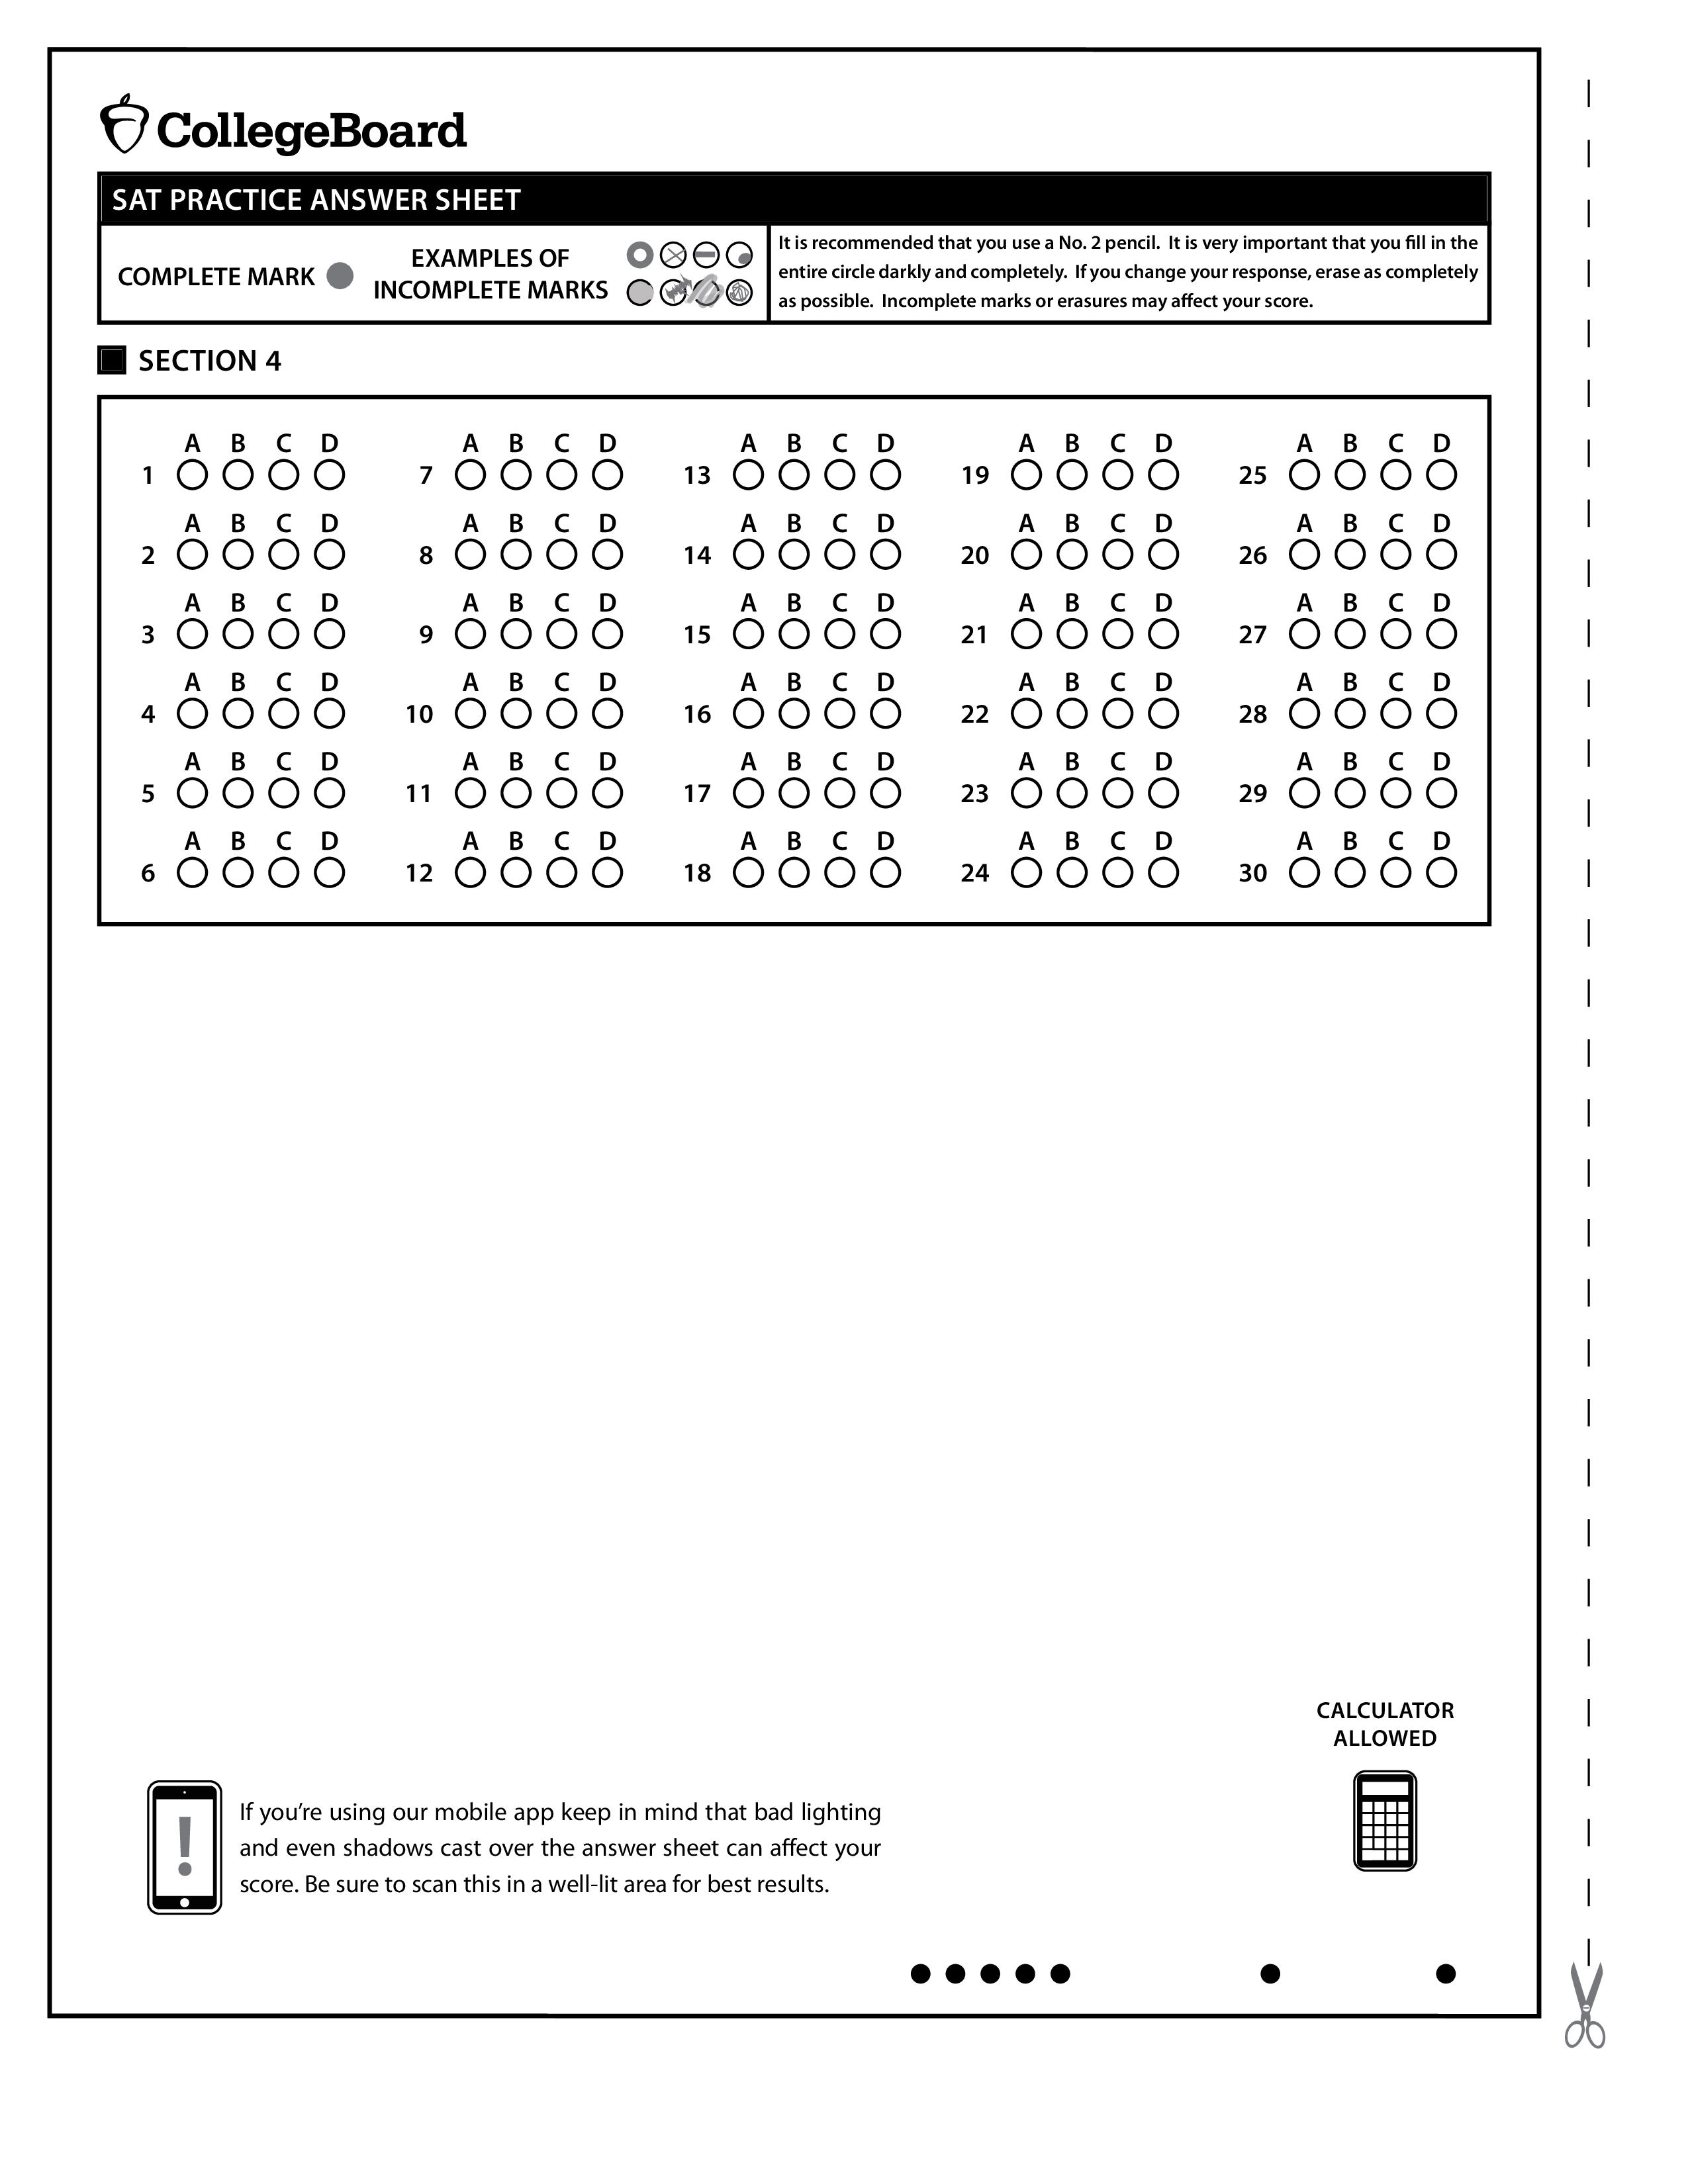 CollegeBoard
SAT PRACTICE ANSWER SHEET
COMPLETE MARK
EXAMPLES OF
INCOMPLETE MARKS
It is recommended that you use a No. 2 pencil. It is very important that you fill in the
entire circle darkly and completely. If you change your response, erase as completely
as possible. Incomplete marks or erasures may affect your score.
SECTION 4
A B C D A B C D A B C D A B C D A B C D
1 7 13 19 25
A B C D A B C D A B C D A B C D A B C D
2 8 14 20 26
A B C D A B C D A B C D A B C D A B C D
3 9 15 21 27
A B C D A B C D A B C D A B C D A B C D
4 10 16 22 28
A B C D A B C D A B C D A B C D A B C D
5 11 17 23 29
A B C D A B C D A B C D A B C D A B C D
6 12 18 24 30
CALCULATOR
ALLOWED
If you’re using our mobile app keep in mind that bad lighting
and even shadows cast over the answer sheet can affect your
score. Be sure to scan this in a well-lit area for best results.